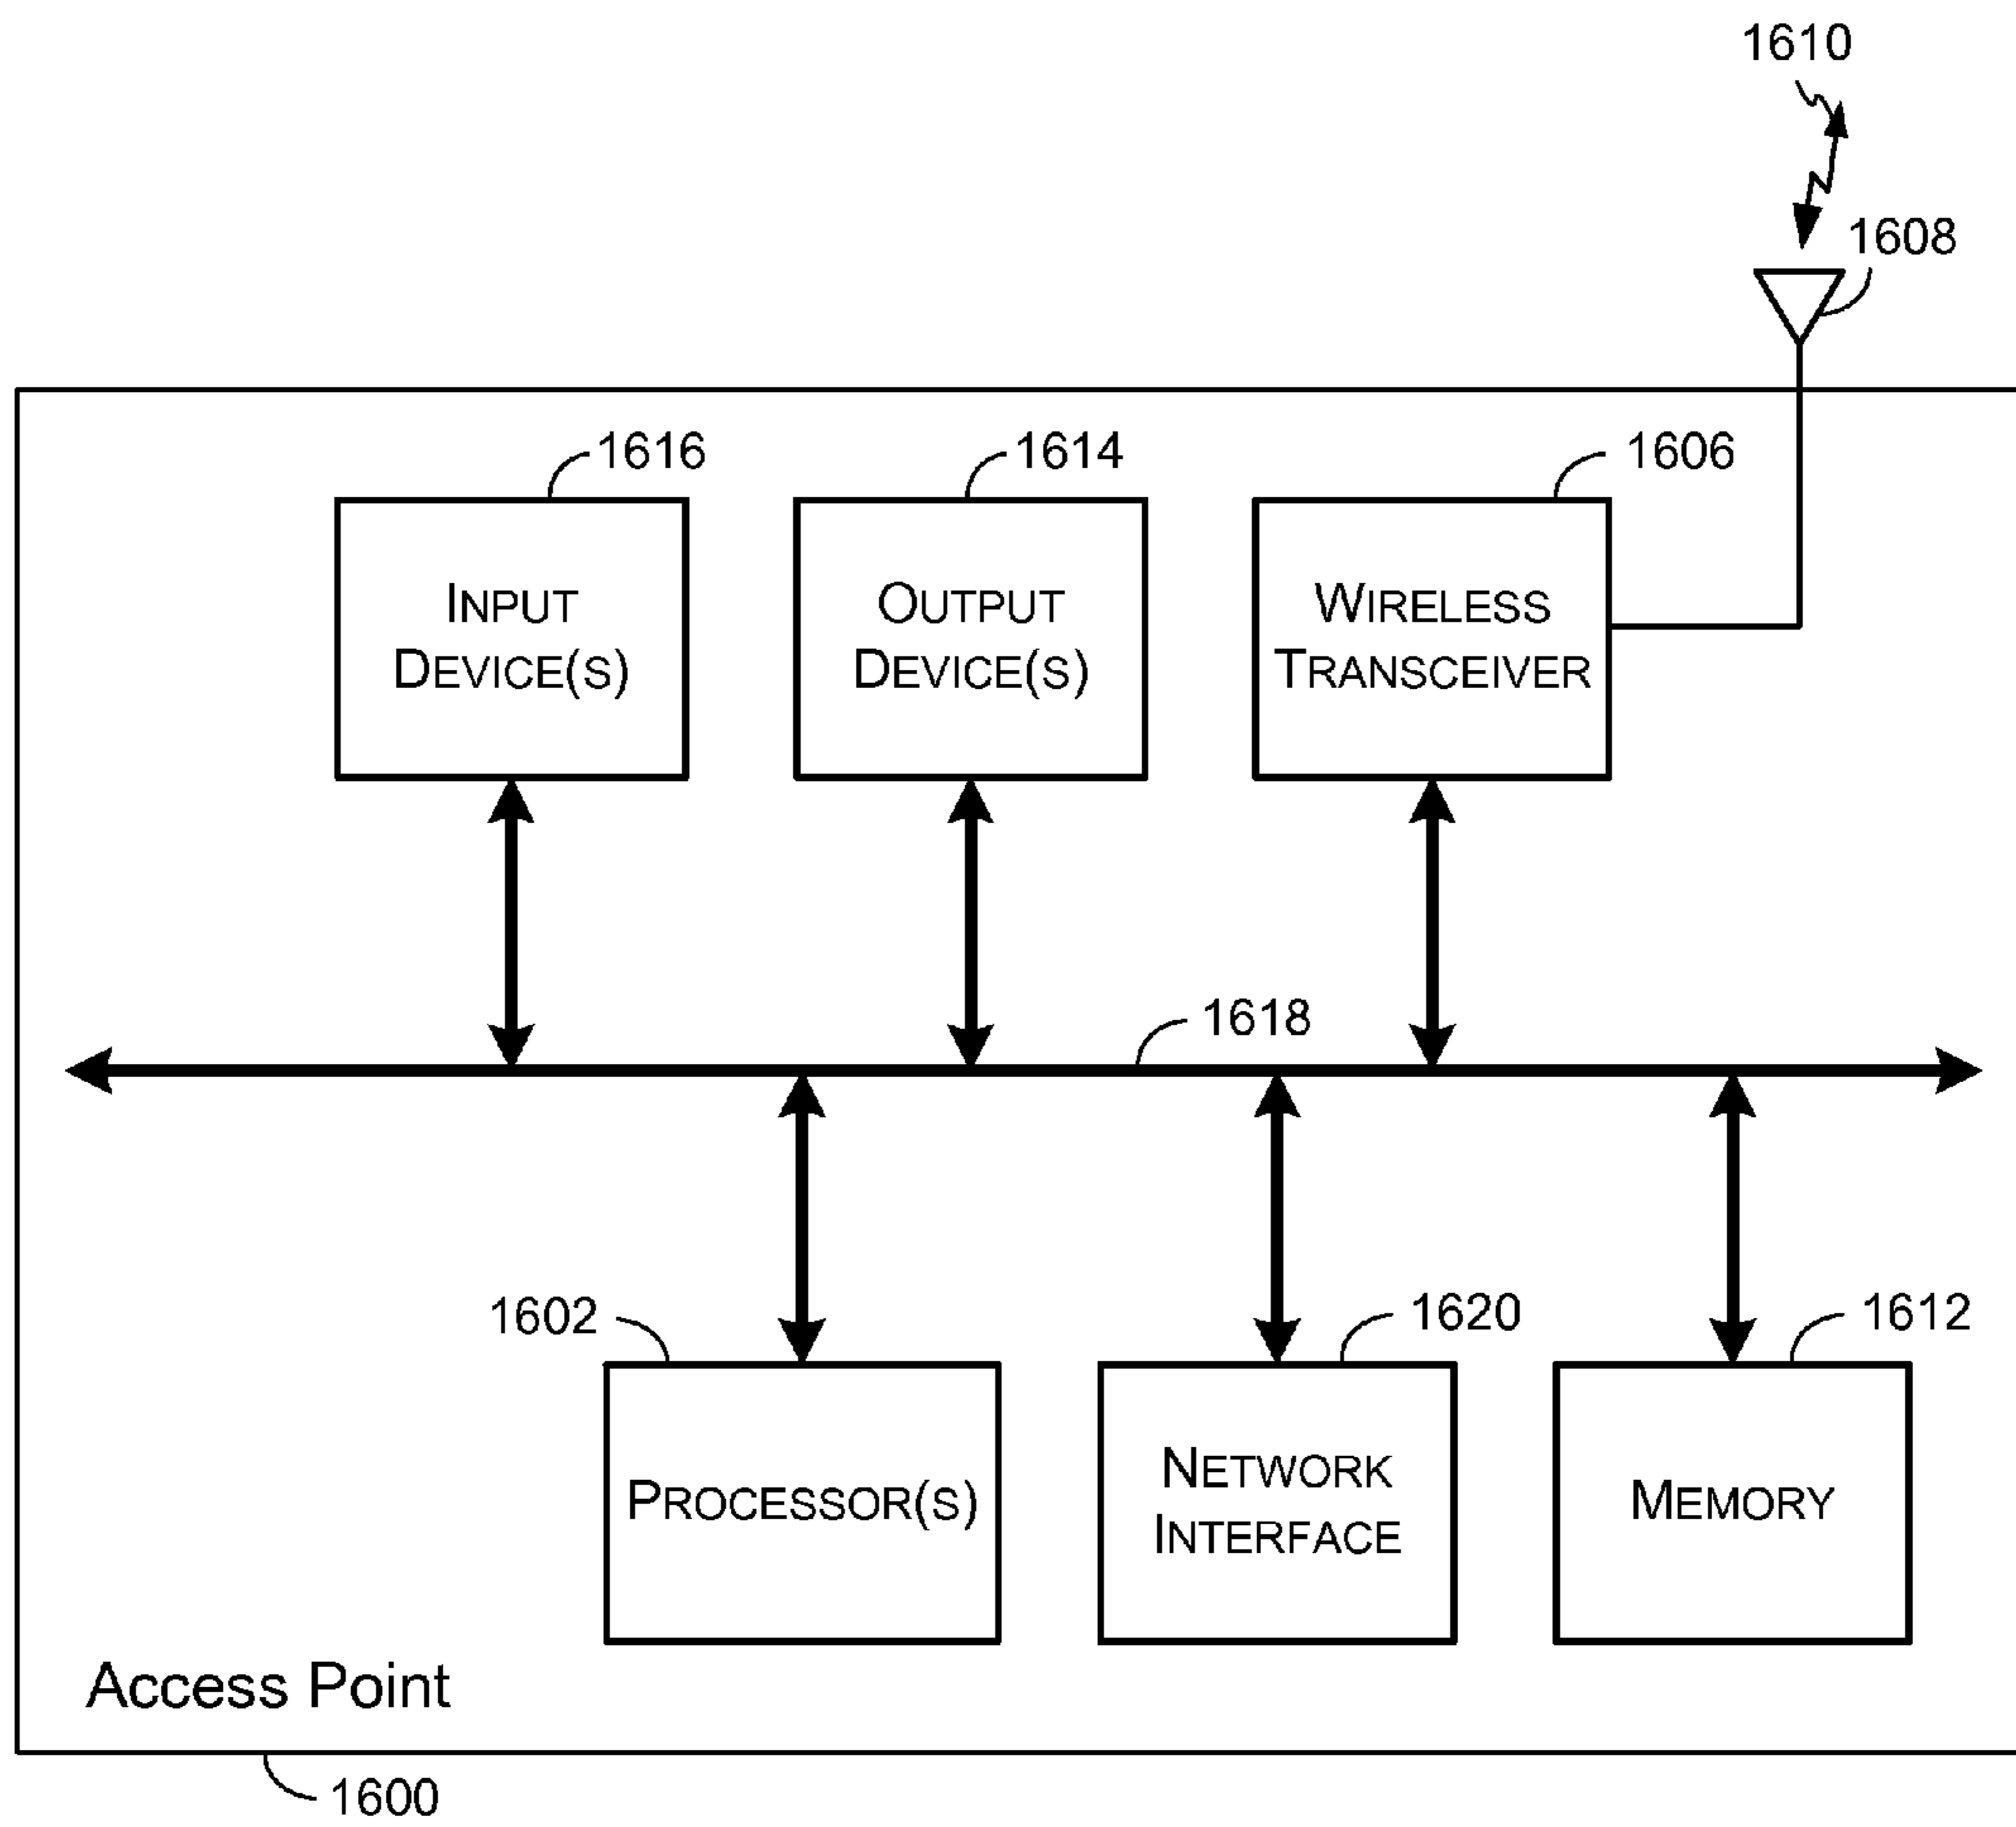 1610
1608
1616
1614
1606
INPUT
DEVICE(S)
OUTPUT
DEVICE(S)
WIRELESS
TRANSCEIVER
1618
1602
1620
1612
PROCESSOR(S)
NETWORK
INTERFACE
MEMORY
Access Point
1600